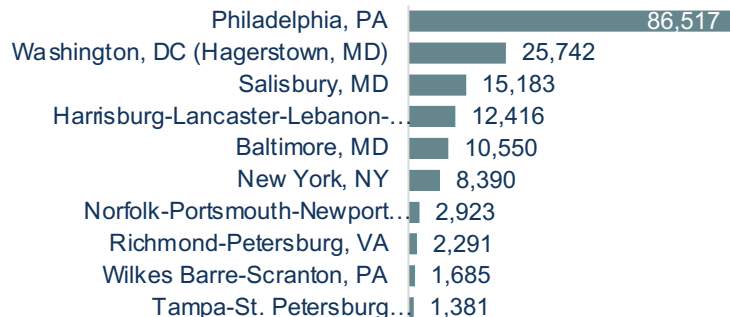 Philadelphia, PA 86,517
Washington, DC (Hagerstown, MD) 25,742
Salisbury, MD 15,183
Harrisburg-Lancaster-Lebanon-… 12,416
Baltimore, MD 10,550
New York, NY 8,390
Norfolk-Portsmouth-Newport… 2,923
Richmond-Petersburg, VA 2,291
Wilkes Barre-Scranton, PA 1,685
Tampa-St. Petersburg… 1,381